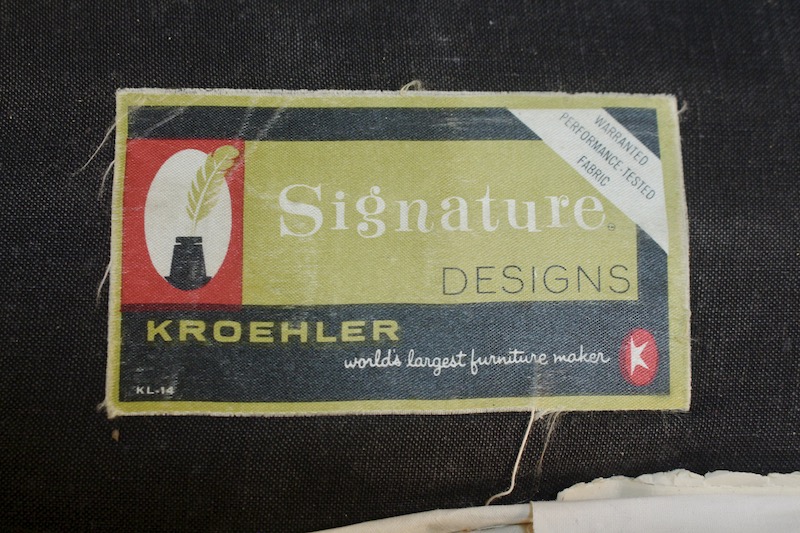 WARRANTED
PERFORMANCE-TESTED
FABRIC
Signature
DESIGNS
KROEHLER
world's largest furniture maker
K
KL-14